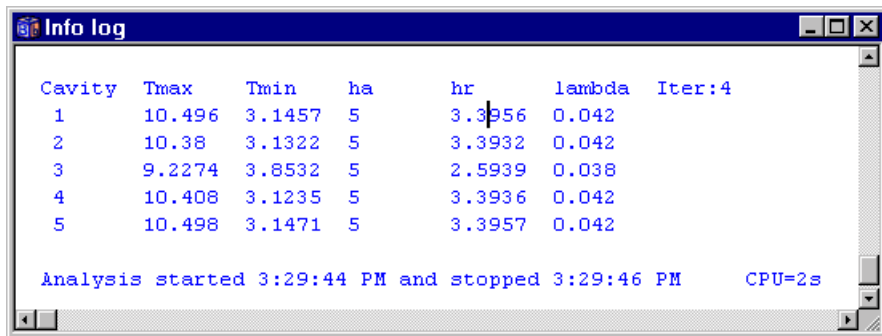 Info log
Cavity Tmax Tmin ha hr lambda Iter:4
1 10.496 3.1457 5 3.3956 0.042
2 10.38 3.1322 5 3.3932 0.042
3 9.2274 3.8532 5 2.5939 0.038
4 10.408 3.1235 5 3.3936 0.042
5 10.498 3.1471 5 3.3957 0.042
Analysis started 3:29:44 PM and stopped 3:29:46 PM CPU=2s